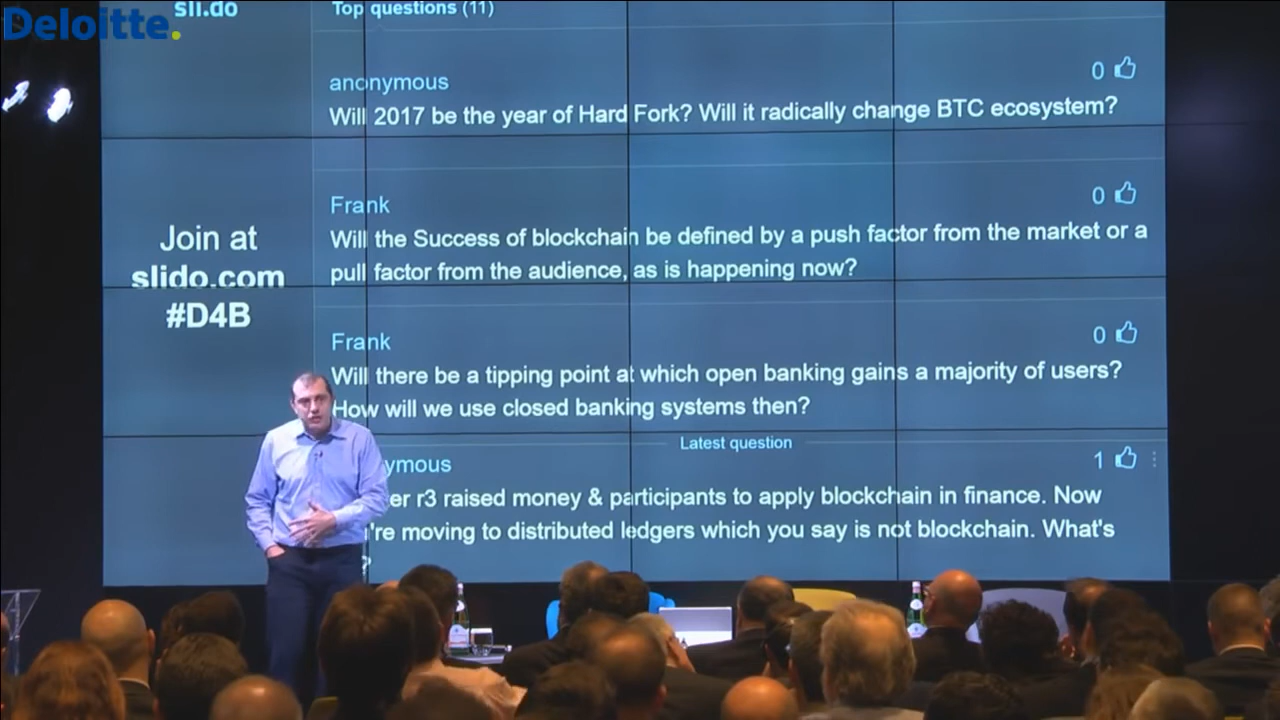 Deloitte.
sli.do
Top questions (11)
anonymous
0
Will 2017 be the year of Hard Fork? Will it radically change BTC ecosystem?
Join at
slido.com
#D4B
Frank
0
Will the Success of blockchain be defined by a push factor from the market or a
pull factor from the audience, as is happening now?
Frank
0
Will there be a tipping point at which open banking gains a majority of users?
How will we use closed banking systems then?
Latest question
ymous
1
er r3 raised money & participants to apply blockchain in finance. Now
're moving to distributed ledgers which you say is not blockchain. What's
?